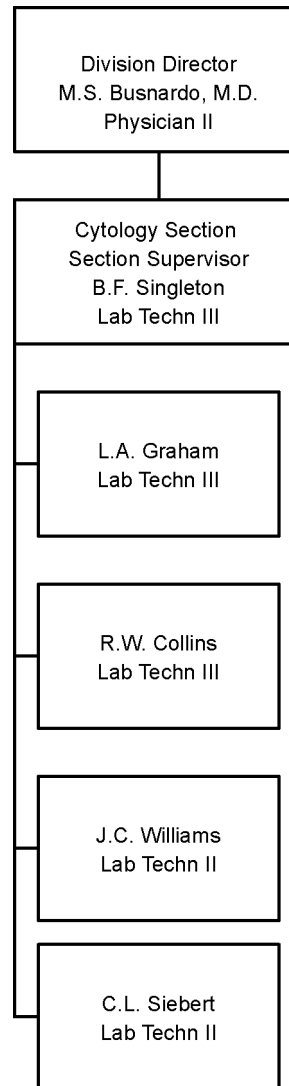 Division Director
M.S. Busnardo, M.D.
Physician II
Cytology Section
Section Supervisor
B.F. Singleton
Lab Techn III
L.A. Graham
Lab Techn III
R.W. Collins
Lab Techn III
J.C. Williams
Lab Techn II
C.L. Siebert
Lab Techn II